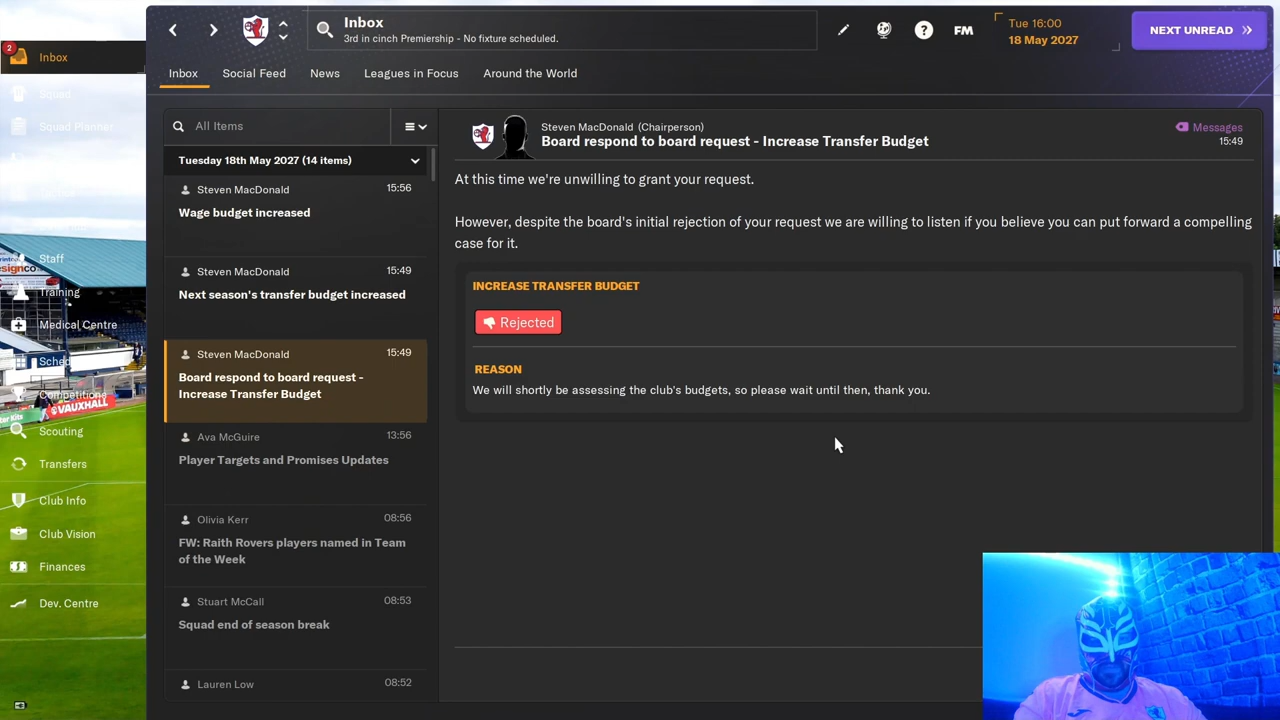 Inbox
3rd in cinch Premiership - No fixture scheduled.
FM
Tue 16:00
18 May 2027
NEXT UNREAD
2
Inbox
Squad
Squad Planner
Staff
Training
Medical Centre
Sched
Competitions
VAUXHALL
Scouting
Transfers
Club Info
Club Vision
Finances
Dev. Centre
Inbox
Social Feed
News
Leagues in Focus
Around the World
All Items
Tuesday 18th May 2027 (14 items)
Steven MacDonald 15:56
Wage budget increased
Steven MacDonald 15:49
Next season's transfer budget increased
Steven MacDonald 15:49
Board respond to board request -
Increase Transfer Budget
Ava McGuire 13:56
Player Targets and Promises Updates
Olivia Kerr 08:56
FW: Raith Rovers players named in Team
of the Week
Stuart McCall 08:53
Squad end of season break
Lauren Low 08:52
Steven MacDonald (Chairperson)
Board respond to board request - Increase Transfer Budget
Messages
15:49
At this time we're unwilling to grant your request.
However, despite the board's initial rejection of your request we are willing to listen if you believe you can put forward a compelling
case for it.
INCREASE TRANSFER BUDGET
Rejected
REASON
We will shortly be assessing the club's budgets, so please wait until then, thank you.